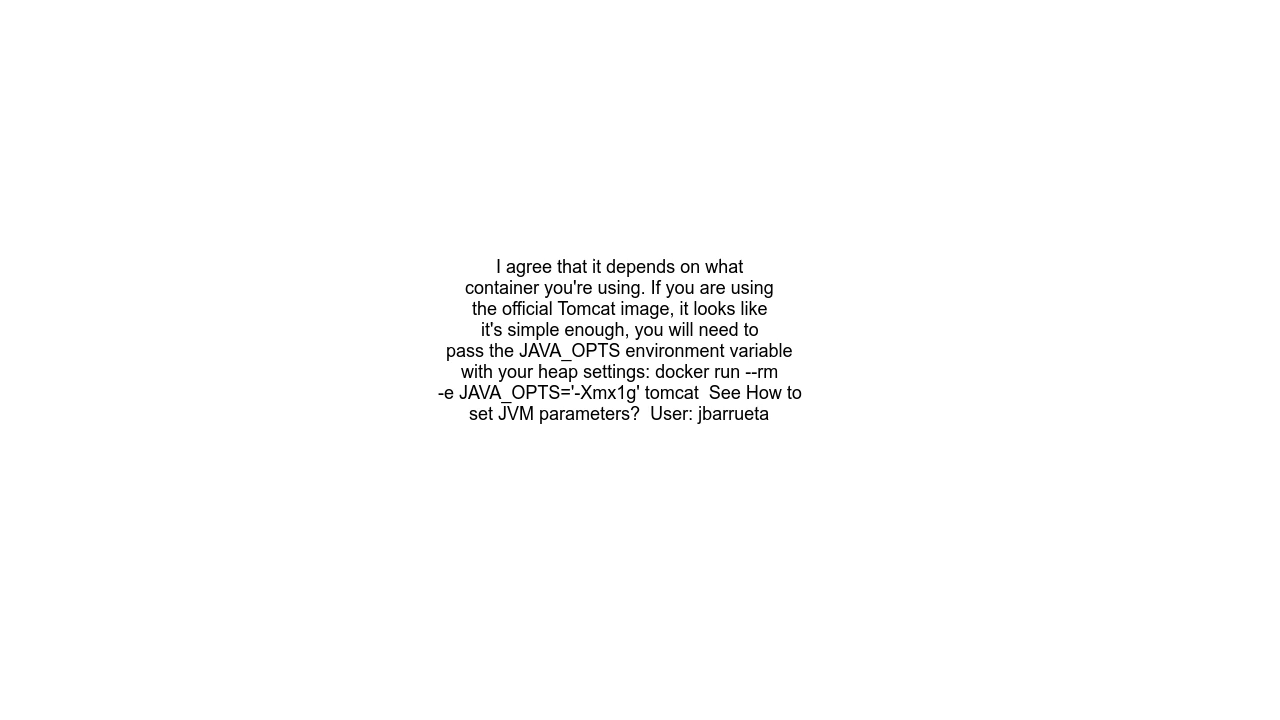 I agree that it depends on what
container you're using. If you are using
the official Tomcat image, it looks like
it's simple enough, you will need to
pass the JAVA_OPTS environment variable
with your heap settings: docker run --rm
-e JAVA_OPTS='-Xmx1g' tomcat  See How to
set JVM parameters?  User: jbarrueta